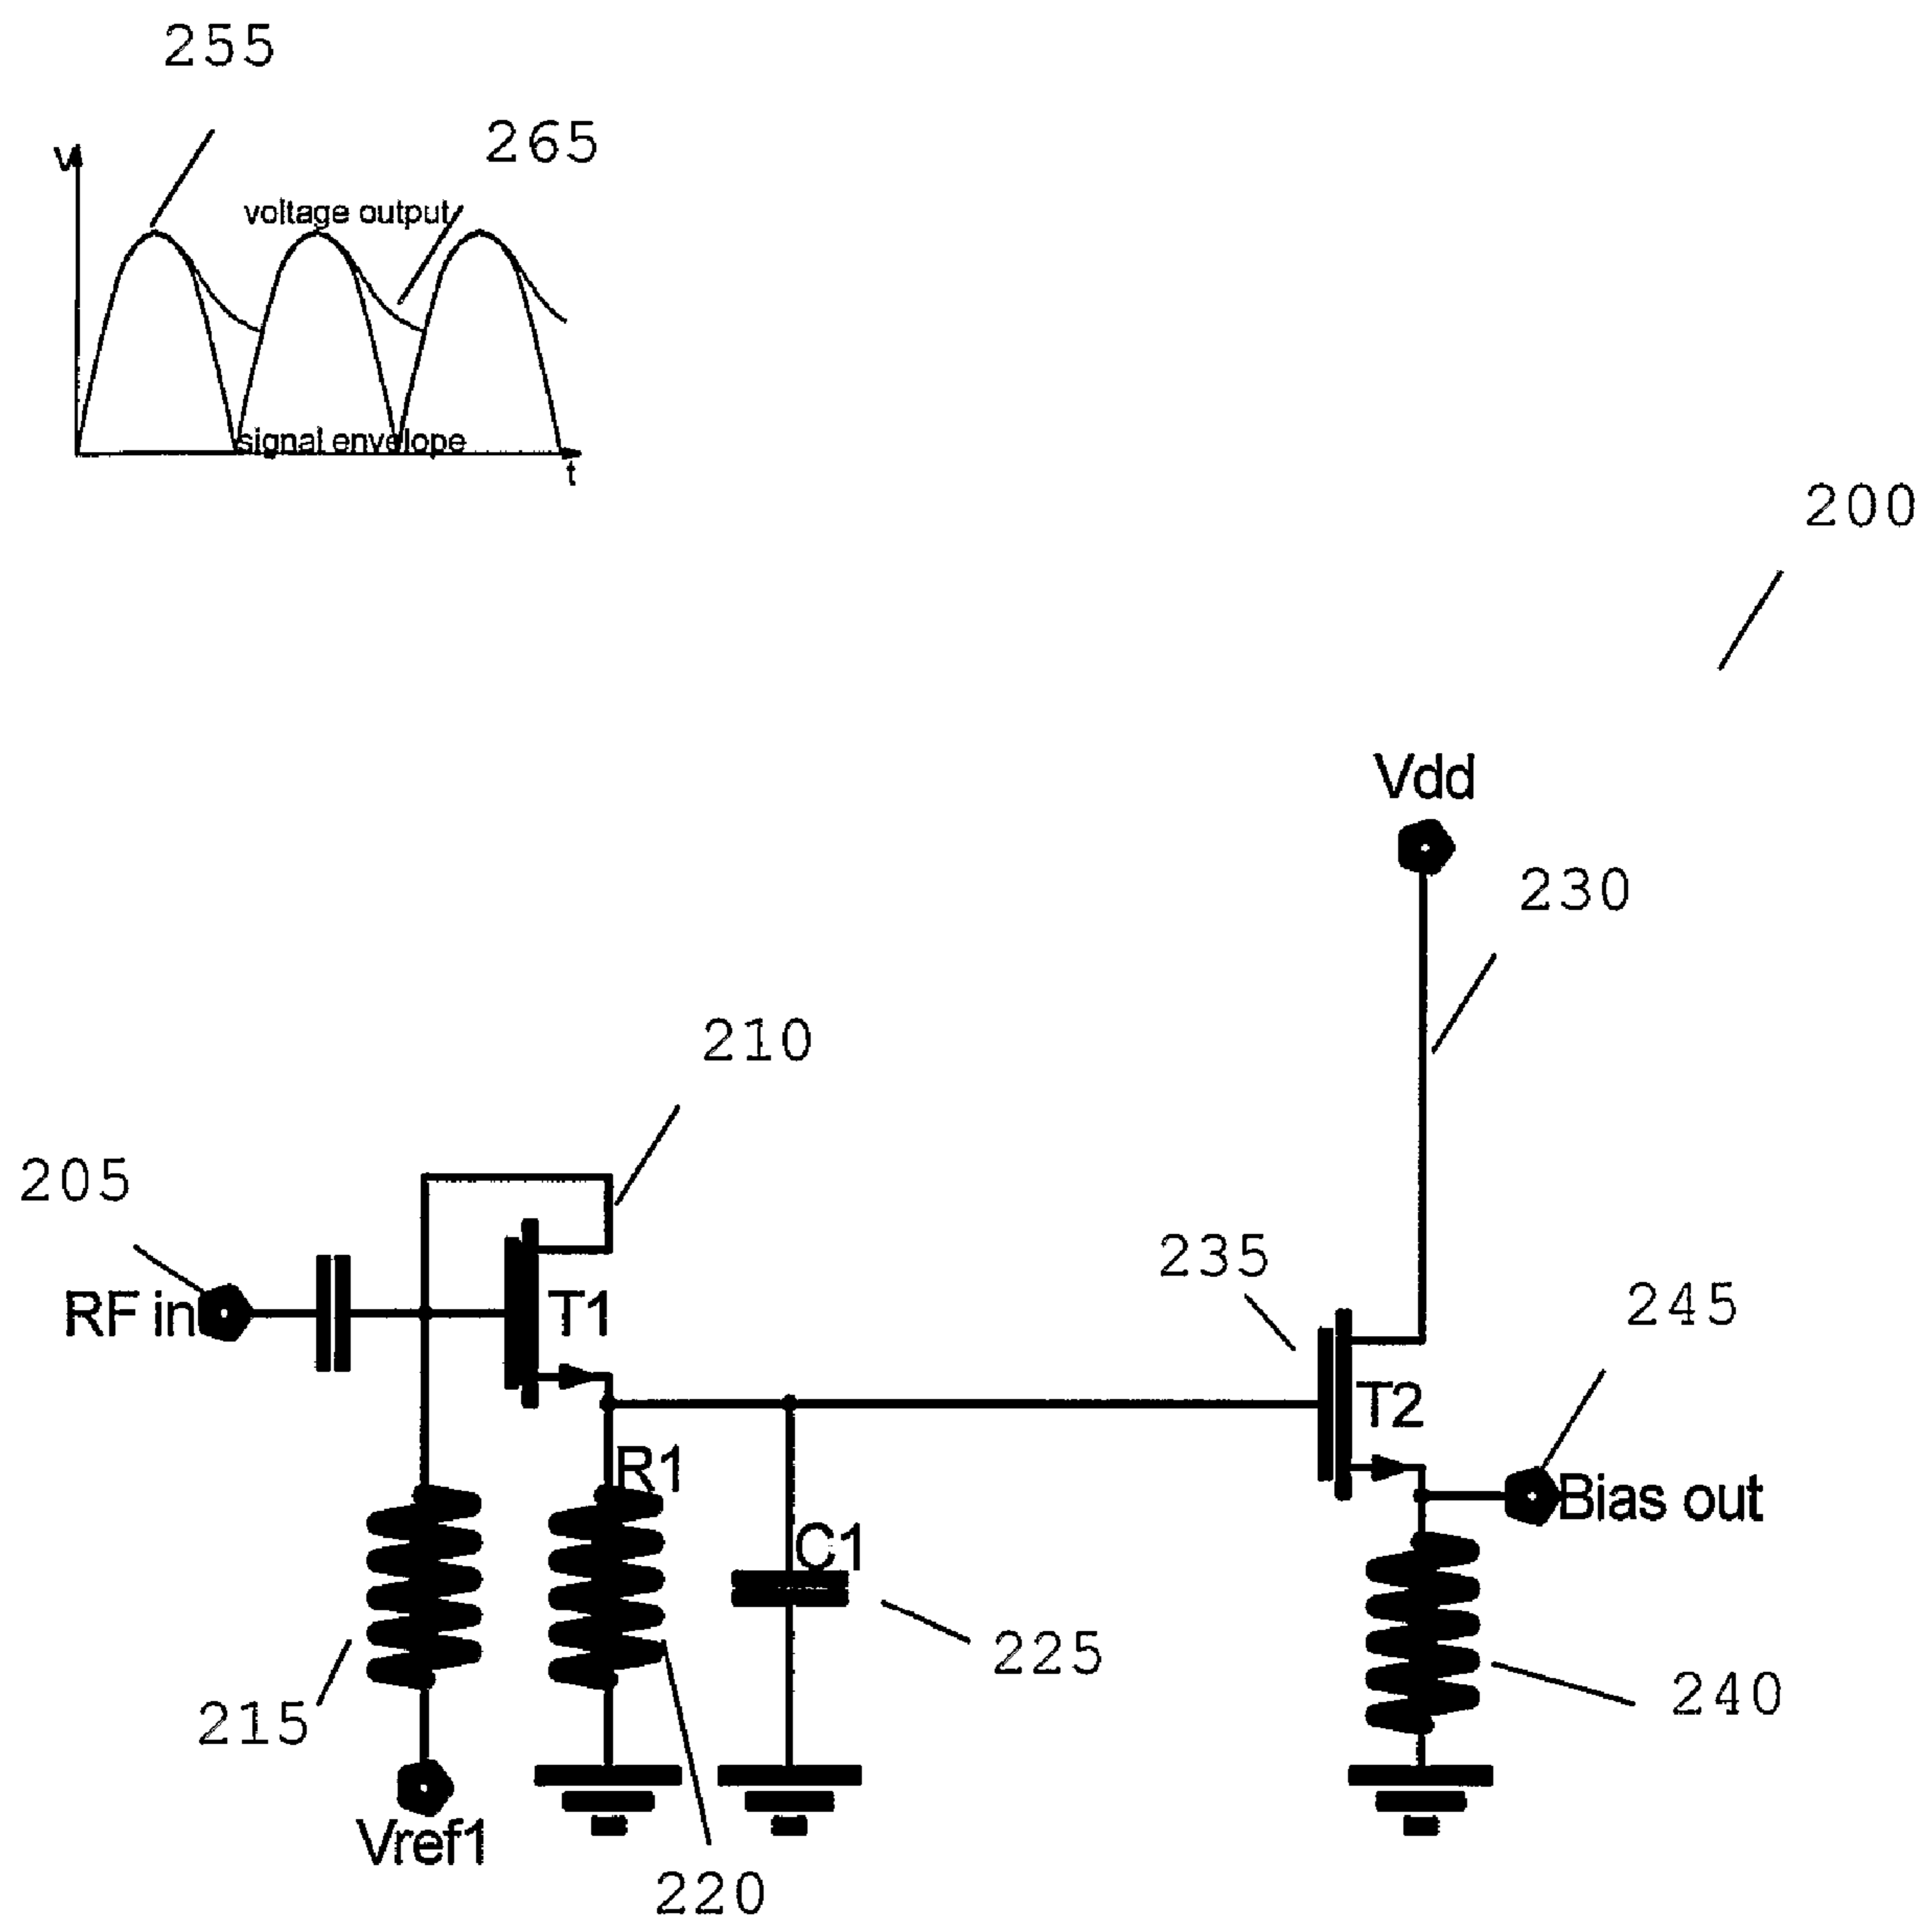 255
265
V
voltage output
signal envelope
t
200
Vdd
230
210
205
RF in
T1
235
245
T2
R1
Bias out
C1
225
215
240
Vref1
220